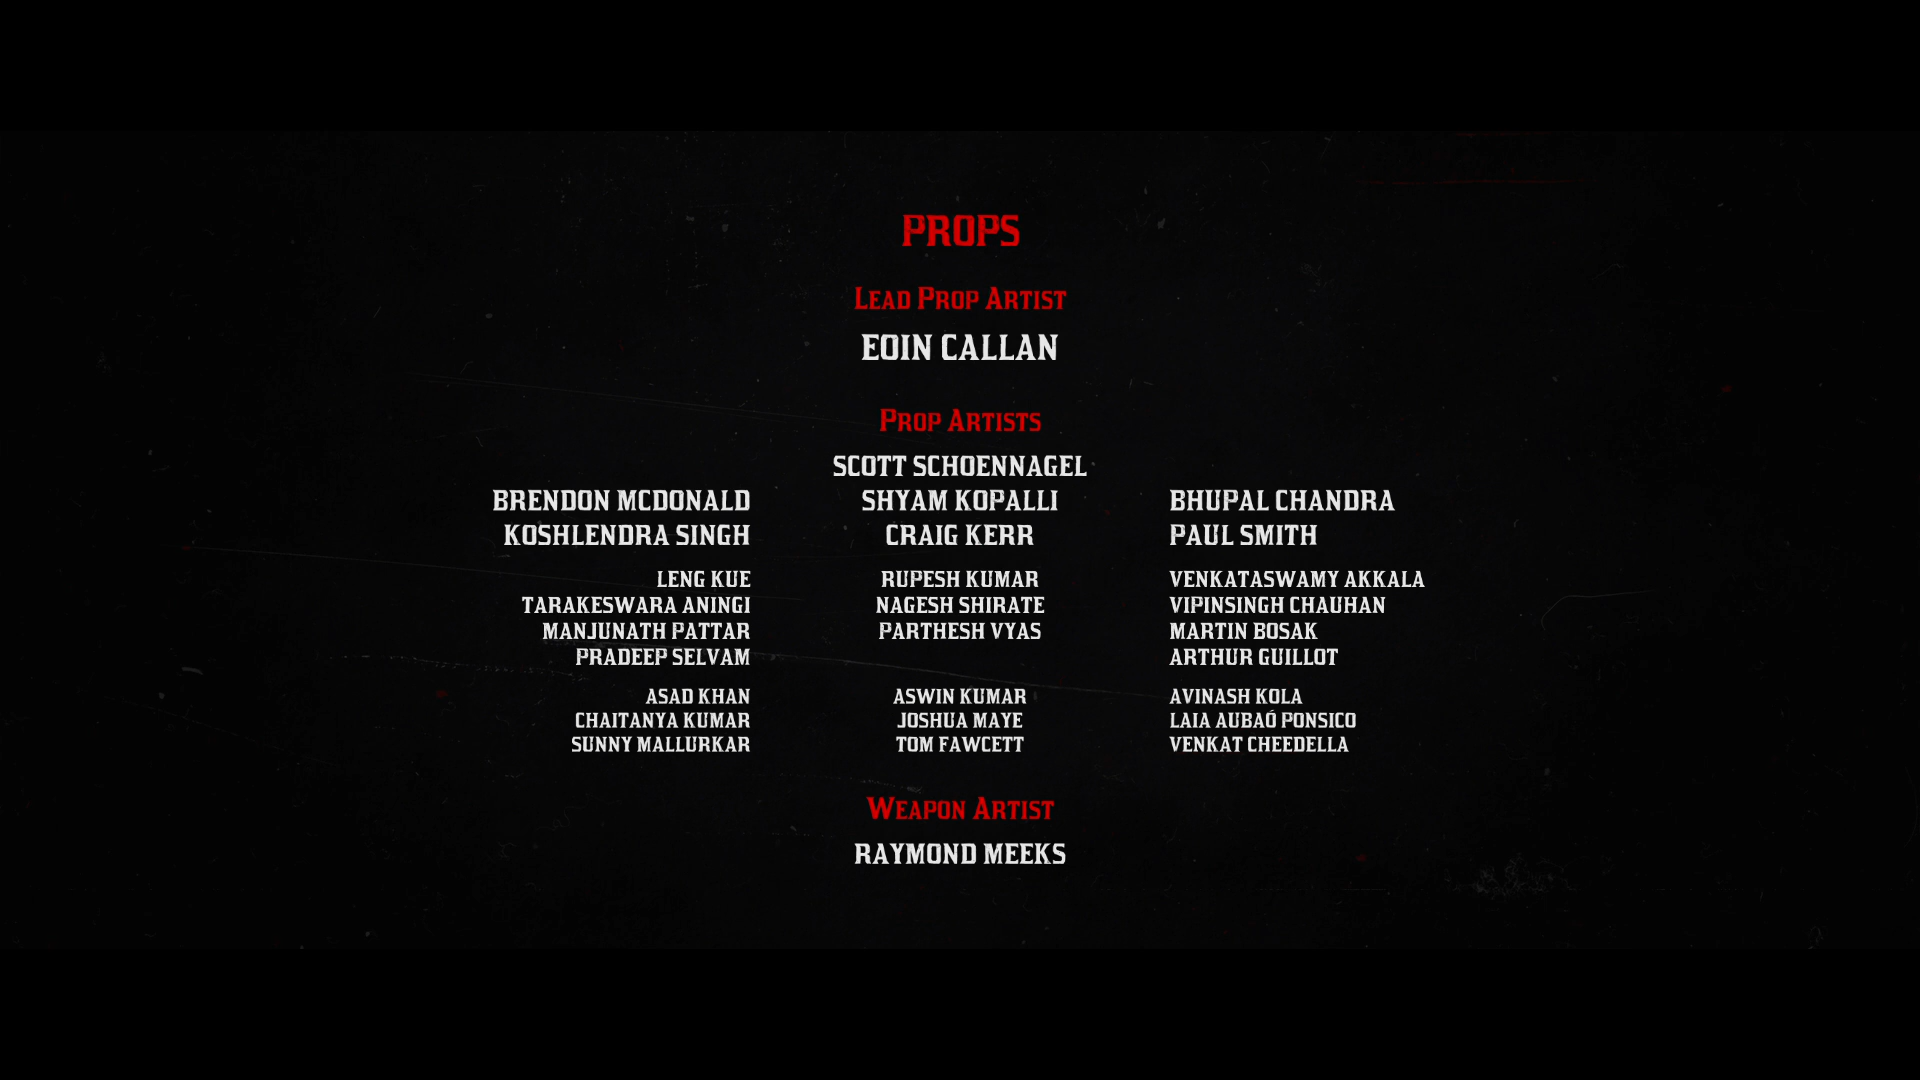 PROPS
Lead Prop Artist
EOIN CALLAN
Prop Artists
SCOTT SCHOENNAGEL
BRENDON MCDONALD SHYAM KOPALLI BHUPAL CHANDRA
KOSHLENDRA SINGH CRAIG KERR PAUL SMITH
LENG KUE RUPESH KUMAR VENKATASWAMY AKKALA
TARAKESWARA ANINGI NAGESH SHIRATE VIPINSINGH CHAUHAN
MANJUNATH PATTAR PARTHESH VYAS MARTIN BOSAK
PRADEEP SELVAM ARTHUR GUILLOT
ASAD KHAN ASWIN KUMAR AVINASH KOLA
CHAITANYA KUMAR JOSHUA MAYE LAIA AUBAÓ PONSICO
SUNNY MALLURKAR TOM FAWCETT VENKAT CHEEDELLA
Weapon Artist
RAYMOND MEEKS